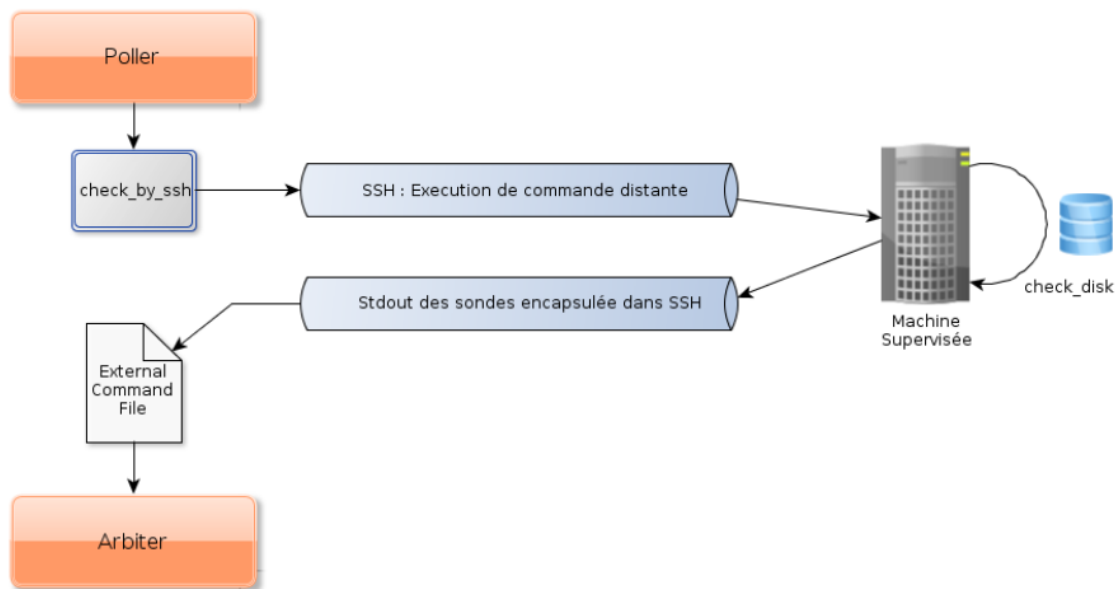 Poller
check_by_ssh
SSH : Execution de commande distante
Stdout des sondes encapsulée dans SSH
check_disk
Machine
Supervisée
External
Command
File
Arbiter